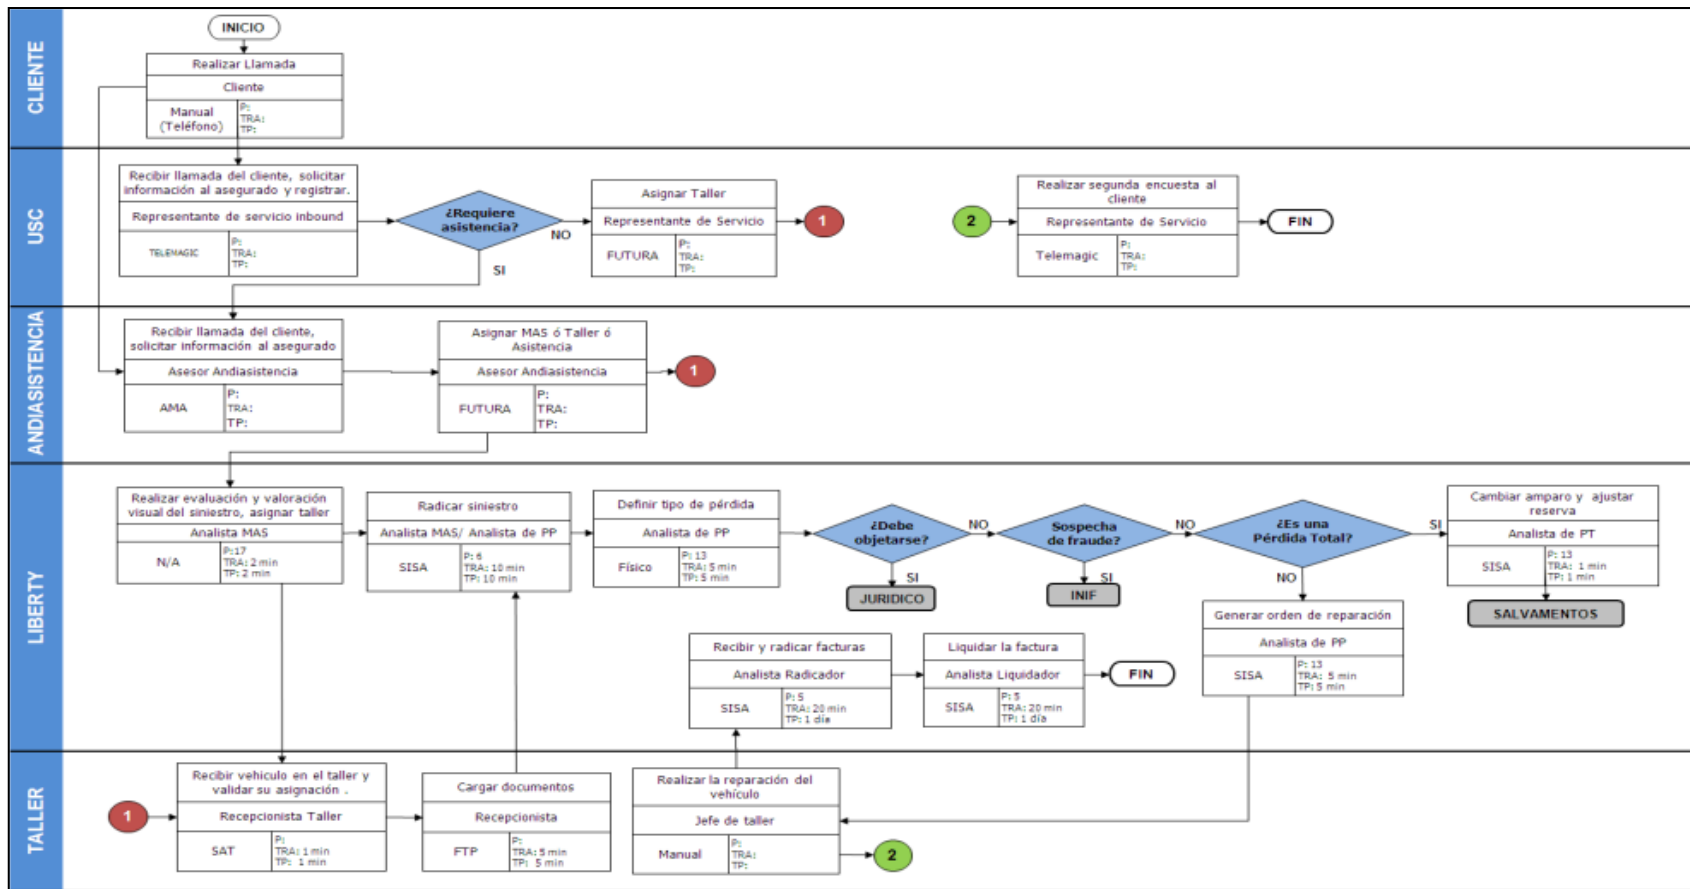 CLIENTE
INICIO
Realizar Llamada
Cliente
Manual
(Teléfono)
P:
TRA:
TP:
USC
Recibir llamada del cliente, solicitar
información al asegurado y registrar.
Representante de servicio inbound
TELEMAGIC
P:
TRA:
TP:
¿Requiere
asistencia?
NO
SI
Asignar Taller
Representante de Servicio
FUTURA
P:
TRA:
TP:
1
2
Realizar segunda encuesta al
cliente
Representante de Servicio
Telemagic
P:
TRA:
TP:
FIN
ANDIASISTENCIA
Recibir llamada del cliente,
solicitar información al asegurado
Asesor Andiasistencia
AMA
P:
TRA:
TP:
Asignar MAS ó Taller ó
Asistencia
Asesor Andiasistencia
FUTURA
P:
TRA:
TP:
1
LIBERTY
Realizar evaluación y valoración
visual del siniestro, asignar taller
Analista MAS
N/A
P:17
TRA: 2 min
TP: 2 min
Radicar siniestro
Analista MAS/ Analista de PP
SISA
P: 6
TRA: 10 min
TP: 10 min
Definir tipo de pérdida
Analista de PP
Físico
P: 13
TRA: 5 min
TP: 5 min
¿Debe
objetarse?
NO
SI
JURIDICO
Sospecha
de fraude?
NO
SI
INIF
¿Es una
Pérdida Total?
SI
NO
Cambiar amparo y ajustar
reserva
Analista de PT
SISA
P: 13
TRA: 1 min
TP: 1 min
SALVAMENTOS
Generar orden de reparación
Analista de PP
SISA
P: 13
TRA: 5 min
TP: 5 min
Recibir y radicar facturas
Analista Radicador
SISA
P: 5
TRA: 20 min
TP: 1 día
Liquidar la factura
Analista Liquidador
SISA
P: 5
TRA: 20 min
TP: 1 día
FIN
TALLER
1
Recibir vehiculo en el taller y
validar su asignación .
Recepcionista Taller
SAT
P:
TRA: 1 min
TP: 1 min
Cargar documentos
Recepcionista
FTP
P:
TRA: 5 min
TP: 5 min
Realizar la reparación del
vehículo
Jefe de taller
Manual
P:
TRA:
TP:
2